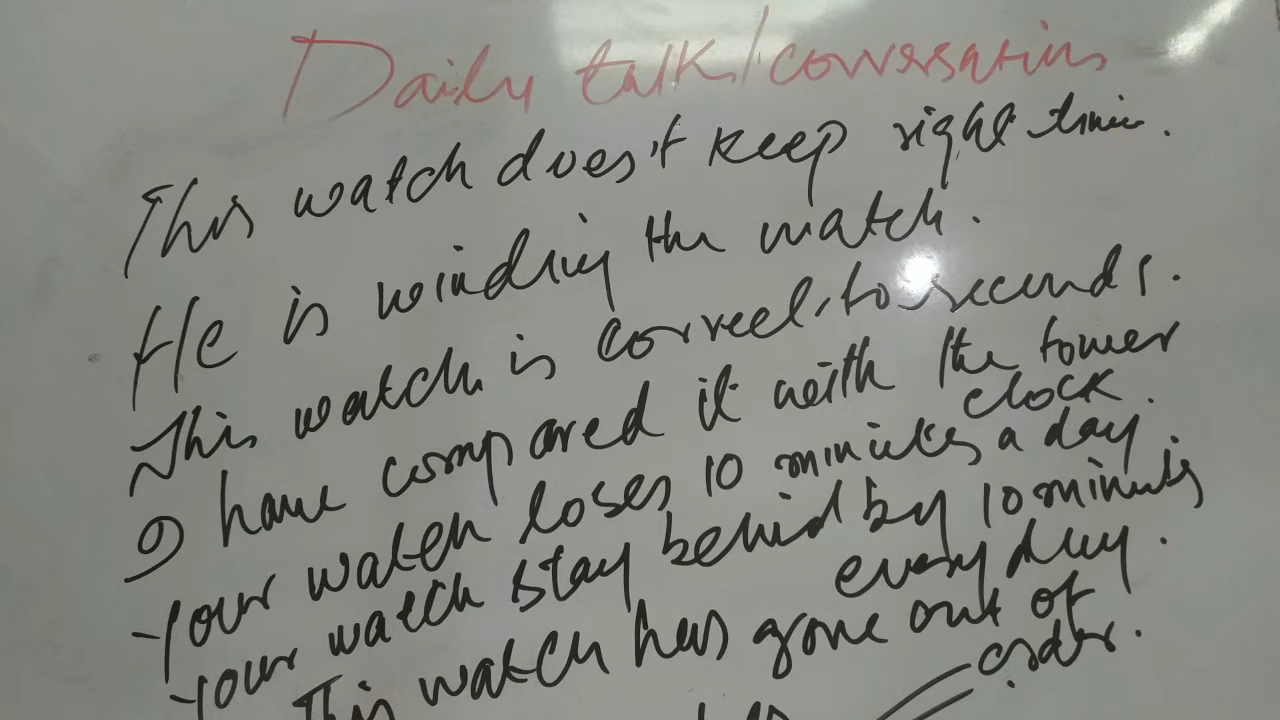 Daily talk/conversation
This watch doesn't keep right time.
He is winding the watch.
This watch is correct to seconds.
I have compared it with the tower
clock.
Your watch loses 10 minutes a day.
Your watch stay behind by 10 minutes
every day.
This watch has gone out of
order.